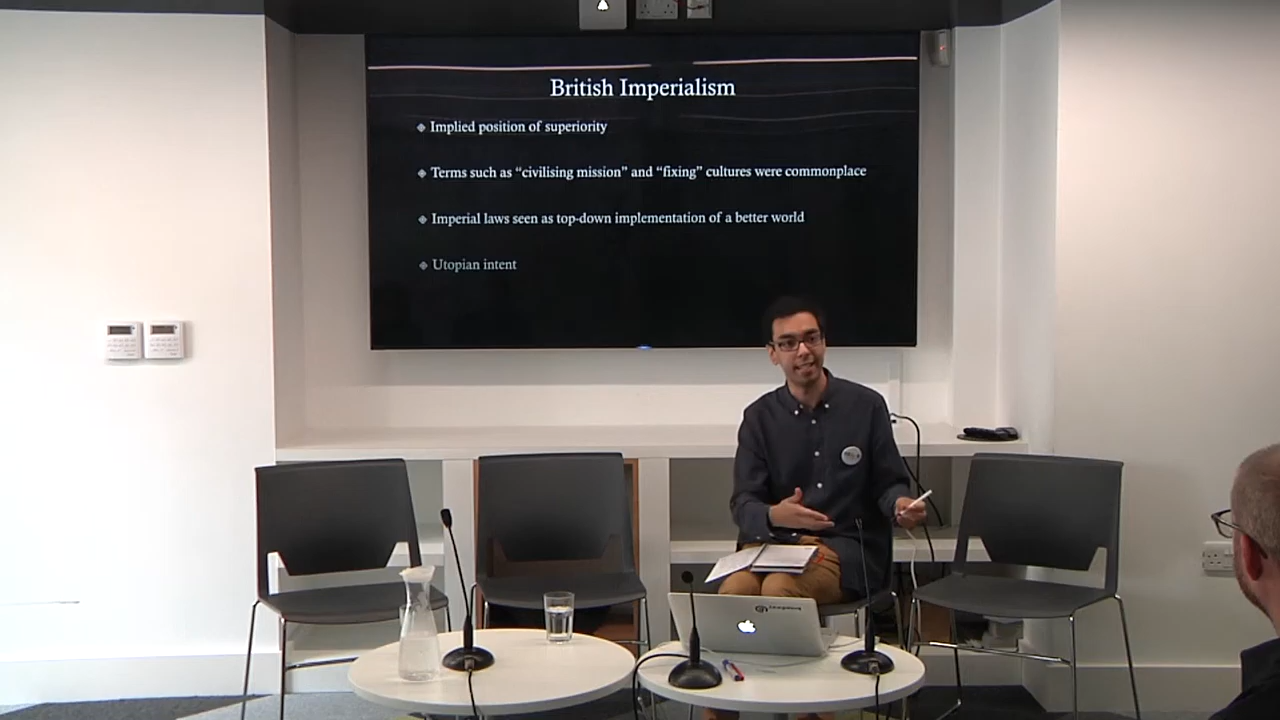 British Imperialism
Implied position of superiority
Terms such as “civilising mission” and “fixing” cultures were commonplace
Imperial laws seen as top-down implementation of a better world
Utopian intent